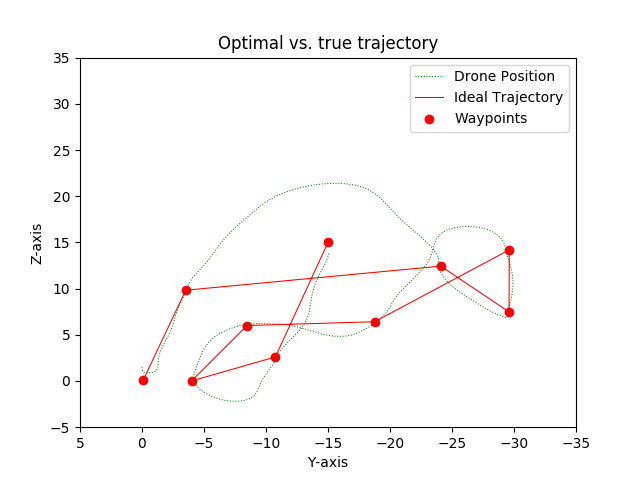 Optimal vs. true trajectory
Drone Position
Ideal Trajectory
Waypoints
Z-axis
35
30
25
20
15
10
5
0
−5
5 0 −5 −10 −15 −20 −25 −30 −35
Y-axis